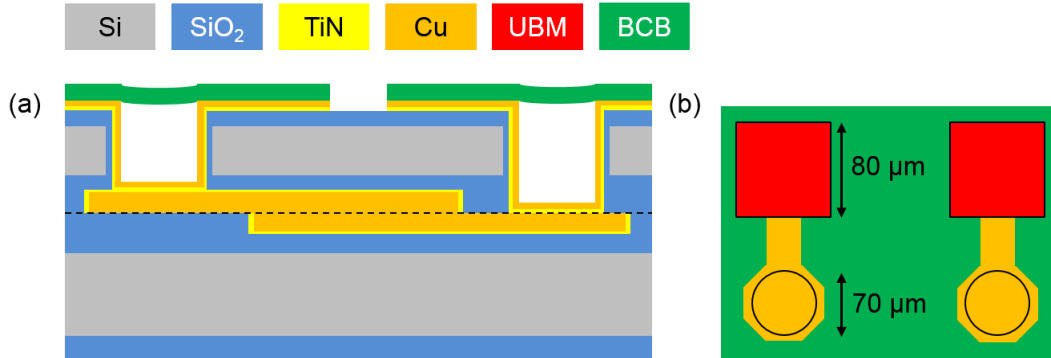 Si SiO₂ TiN Cu UBM BCB
(a)
(b)
80 µm
70 µm